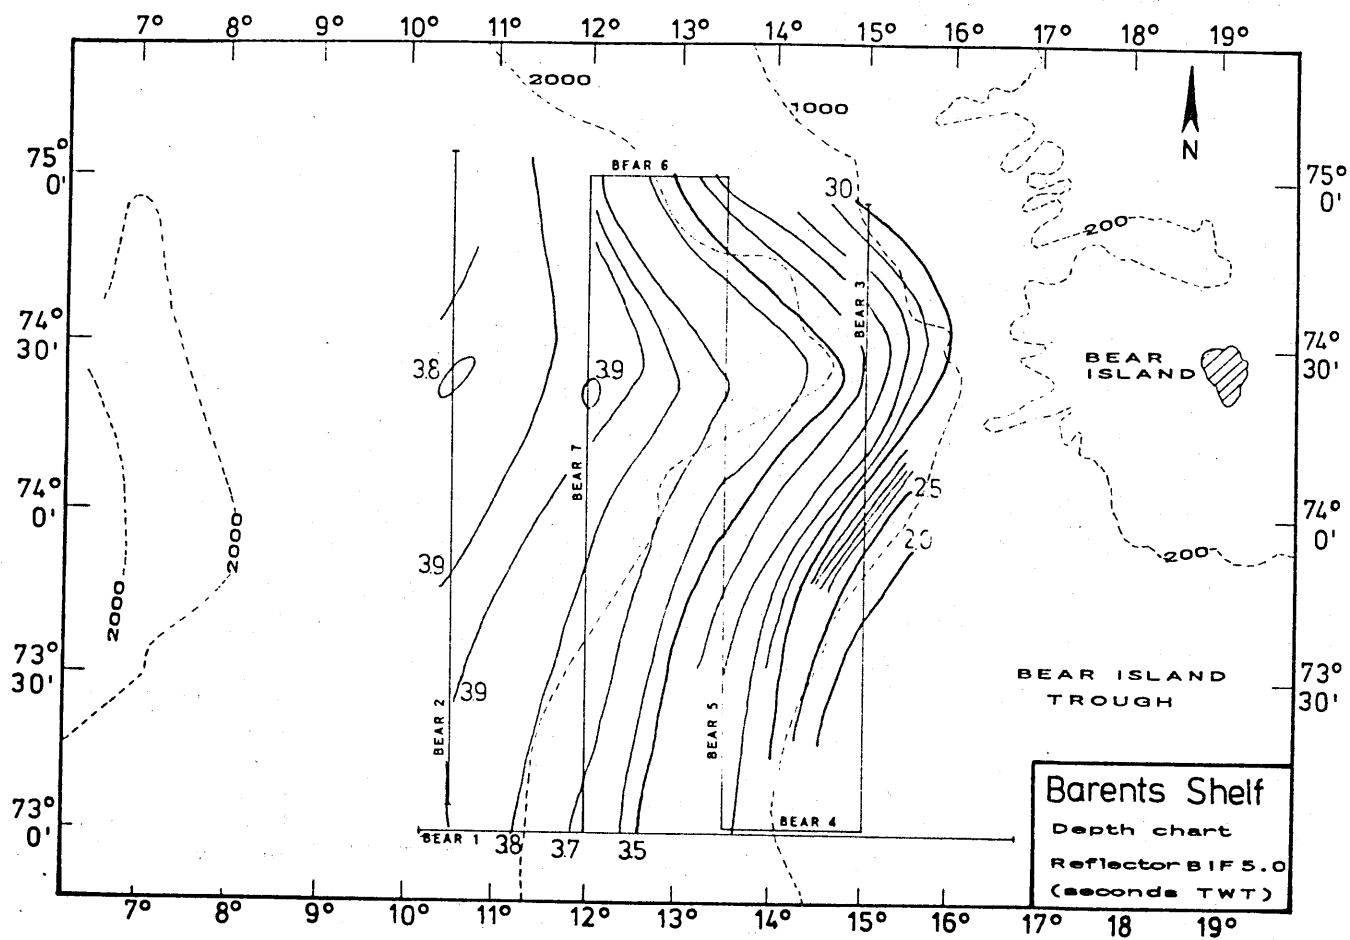 7° 8° 9° 10° 11° 12° 13° 14° 15° 16° 17° 18° 19°
2000
1000
N
75°
0'
BEAR 6
30
75°
0'
200
74°
30'
BEAR 3
38
39
BEAR
ISLAND
74°
30'
BEAR 7
74°
0'
25
74°
0'
2000
20
39
200
2000
73°
30'
BEAR ISLAND
TROUGH
73°
30'
39
BEAR 2
BEAR 5
73°
0'
BEAR 1
38
37
35
BEAR 4
Barents Shelf
Depth chart
Reflector BIF 5.0
(seconds TWT)
7° 8° 9° 10° 11° 12° 13° 14° 15° 16° 17° 18 19°